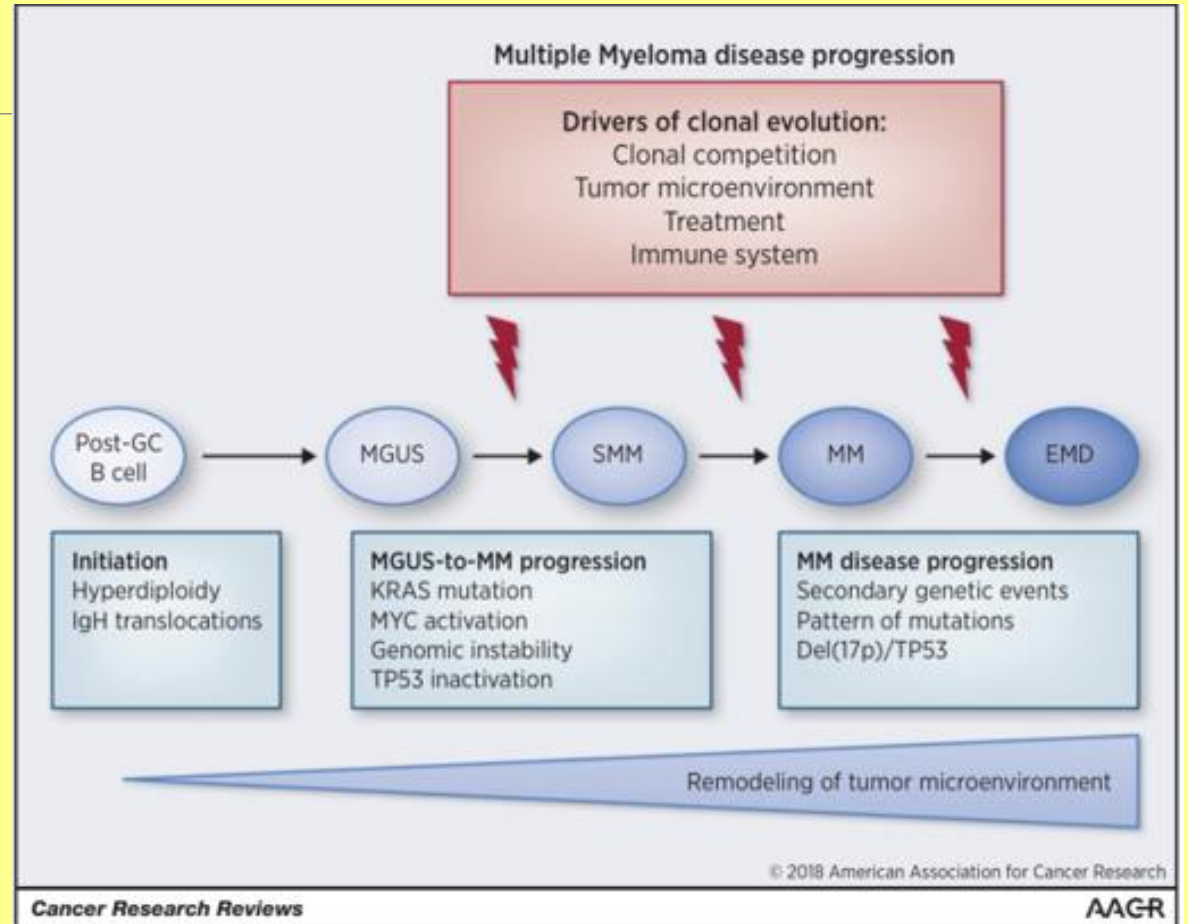 Multiple Myeloma disease progression
Drivers of clonal evolution:
Clonal competition
Tumor microenvironment
Treatment
Immune system
Post-GC
B cell
MGUS
SMM
MM
EMD
Initiation
Hyperdiploidy
IgH translocations
MGUS-to-MM progression
KRAS mutation
MYC activation
Genomic instability
TP53 inactivation
MM disease progression
Secondary genetic events
Pattern of mutations
Del(17p)/TP53
Remodeling of tumor microenvironment
© 2018 American Association for Cancer Research
Cancer Research Reviews
AACR